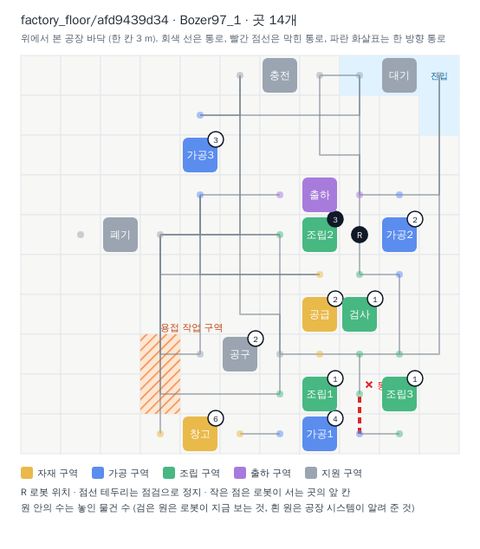 factory_floor/afd9439d34 · Bozer97_1 · 곳 14개
위에서 본 공장 바닥 (한 칸 3 m). 회색 선은 통로, 빨간 점선은 막힌 통로, 파란 화살표는 한 방향 통로
충전
대기
3
가공3
출하
3
조립2
R
2
가공2
폐기
2
공급
1
검사
용접 작업 구역
공구
2
1
조립1
✖
1
조립3
6
창고
4
가공1
자재 구역
가공 구역
조립 구역
출하 구역
지원 구역
R 로봇 위치 · 점선 테두리는 점검으로 정지 · 작은 점은 로봇이 서는 곳의 앞 칸
원 안의 수는 놓인 물건 수 (검은 원은 로봇이 지금 보는 것, 흰 원은 공장 시스템이 알려 준 것)